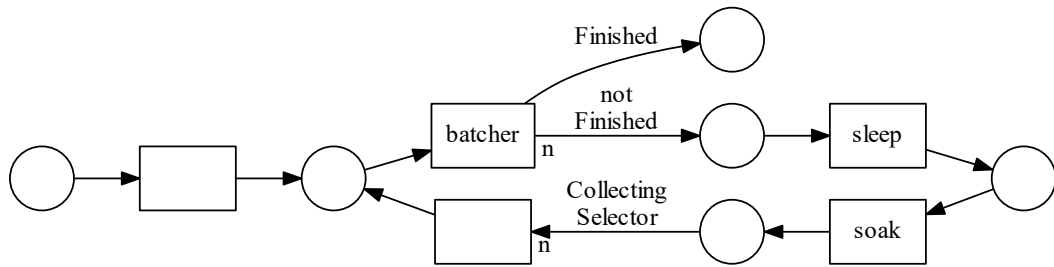 Finished
not
Finished
batcher
n
sleep
Collecting
Selector
n
soak